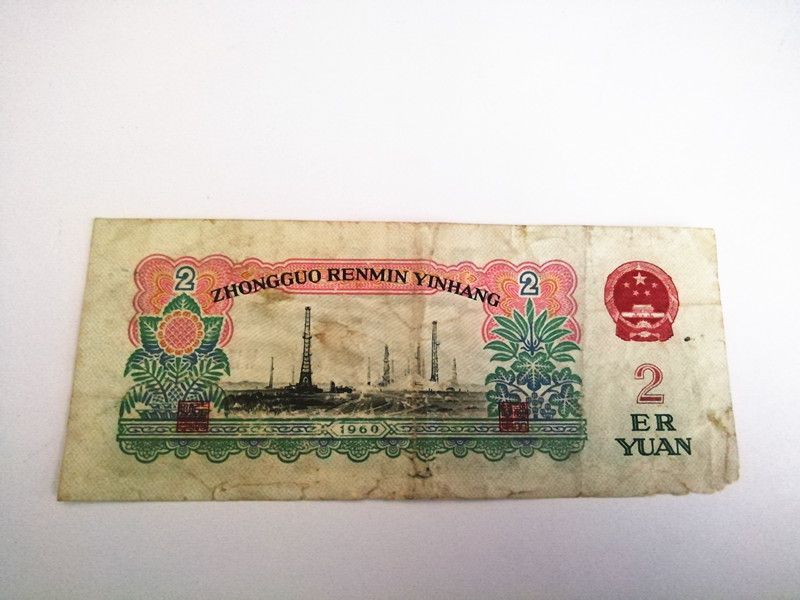 2
ZHONGGUO RENMIN YINHANG
2
1960
2
ER
YUAN